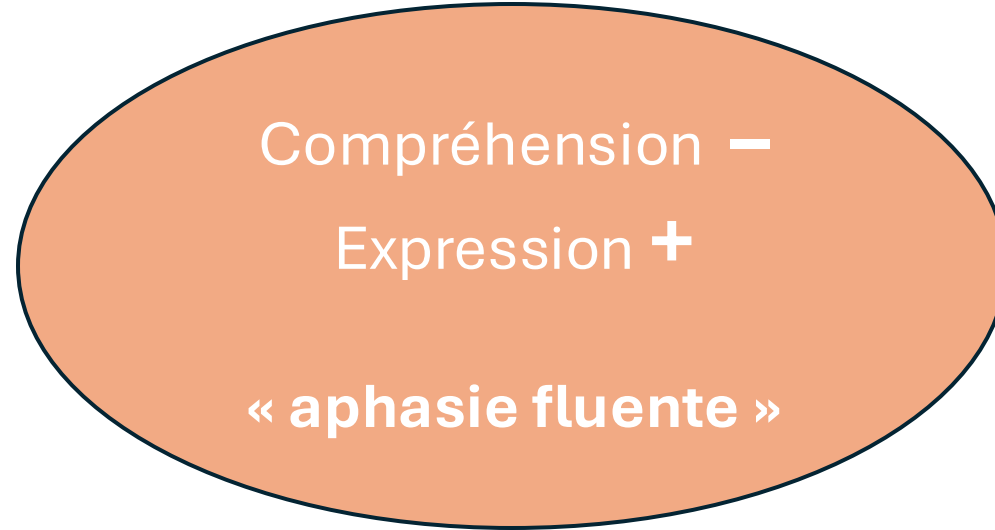 Compréhension −
Expression +
« aphasie fluente »